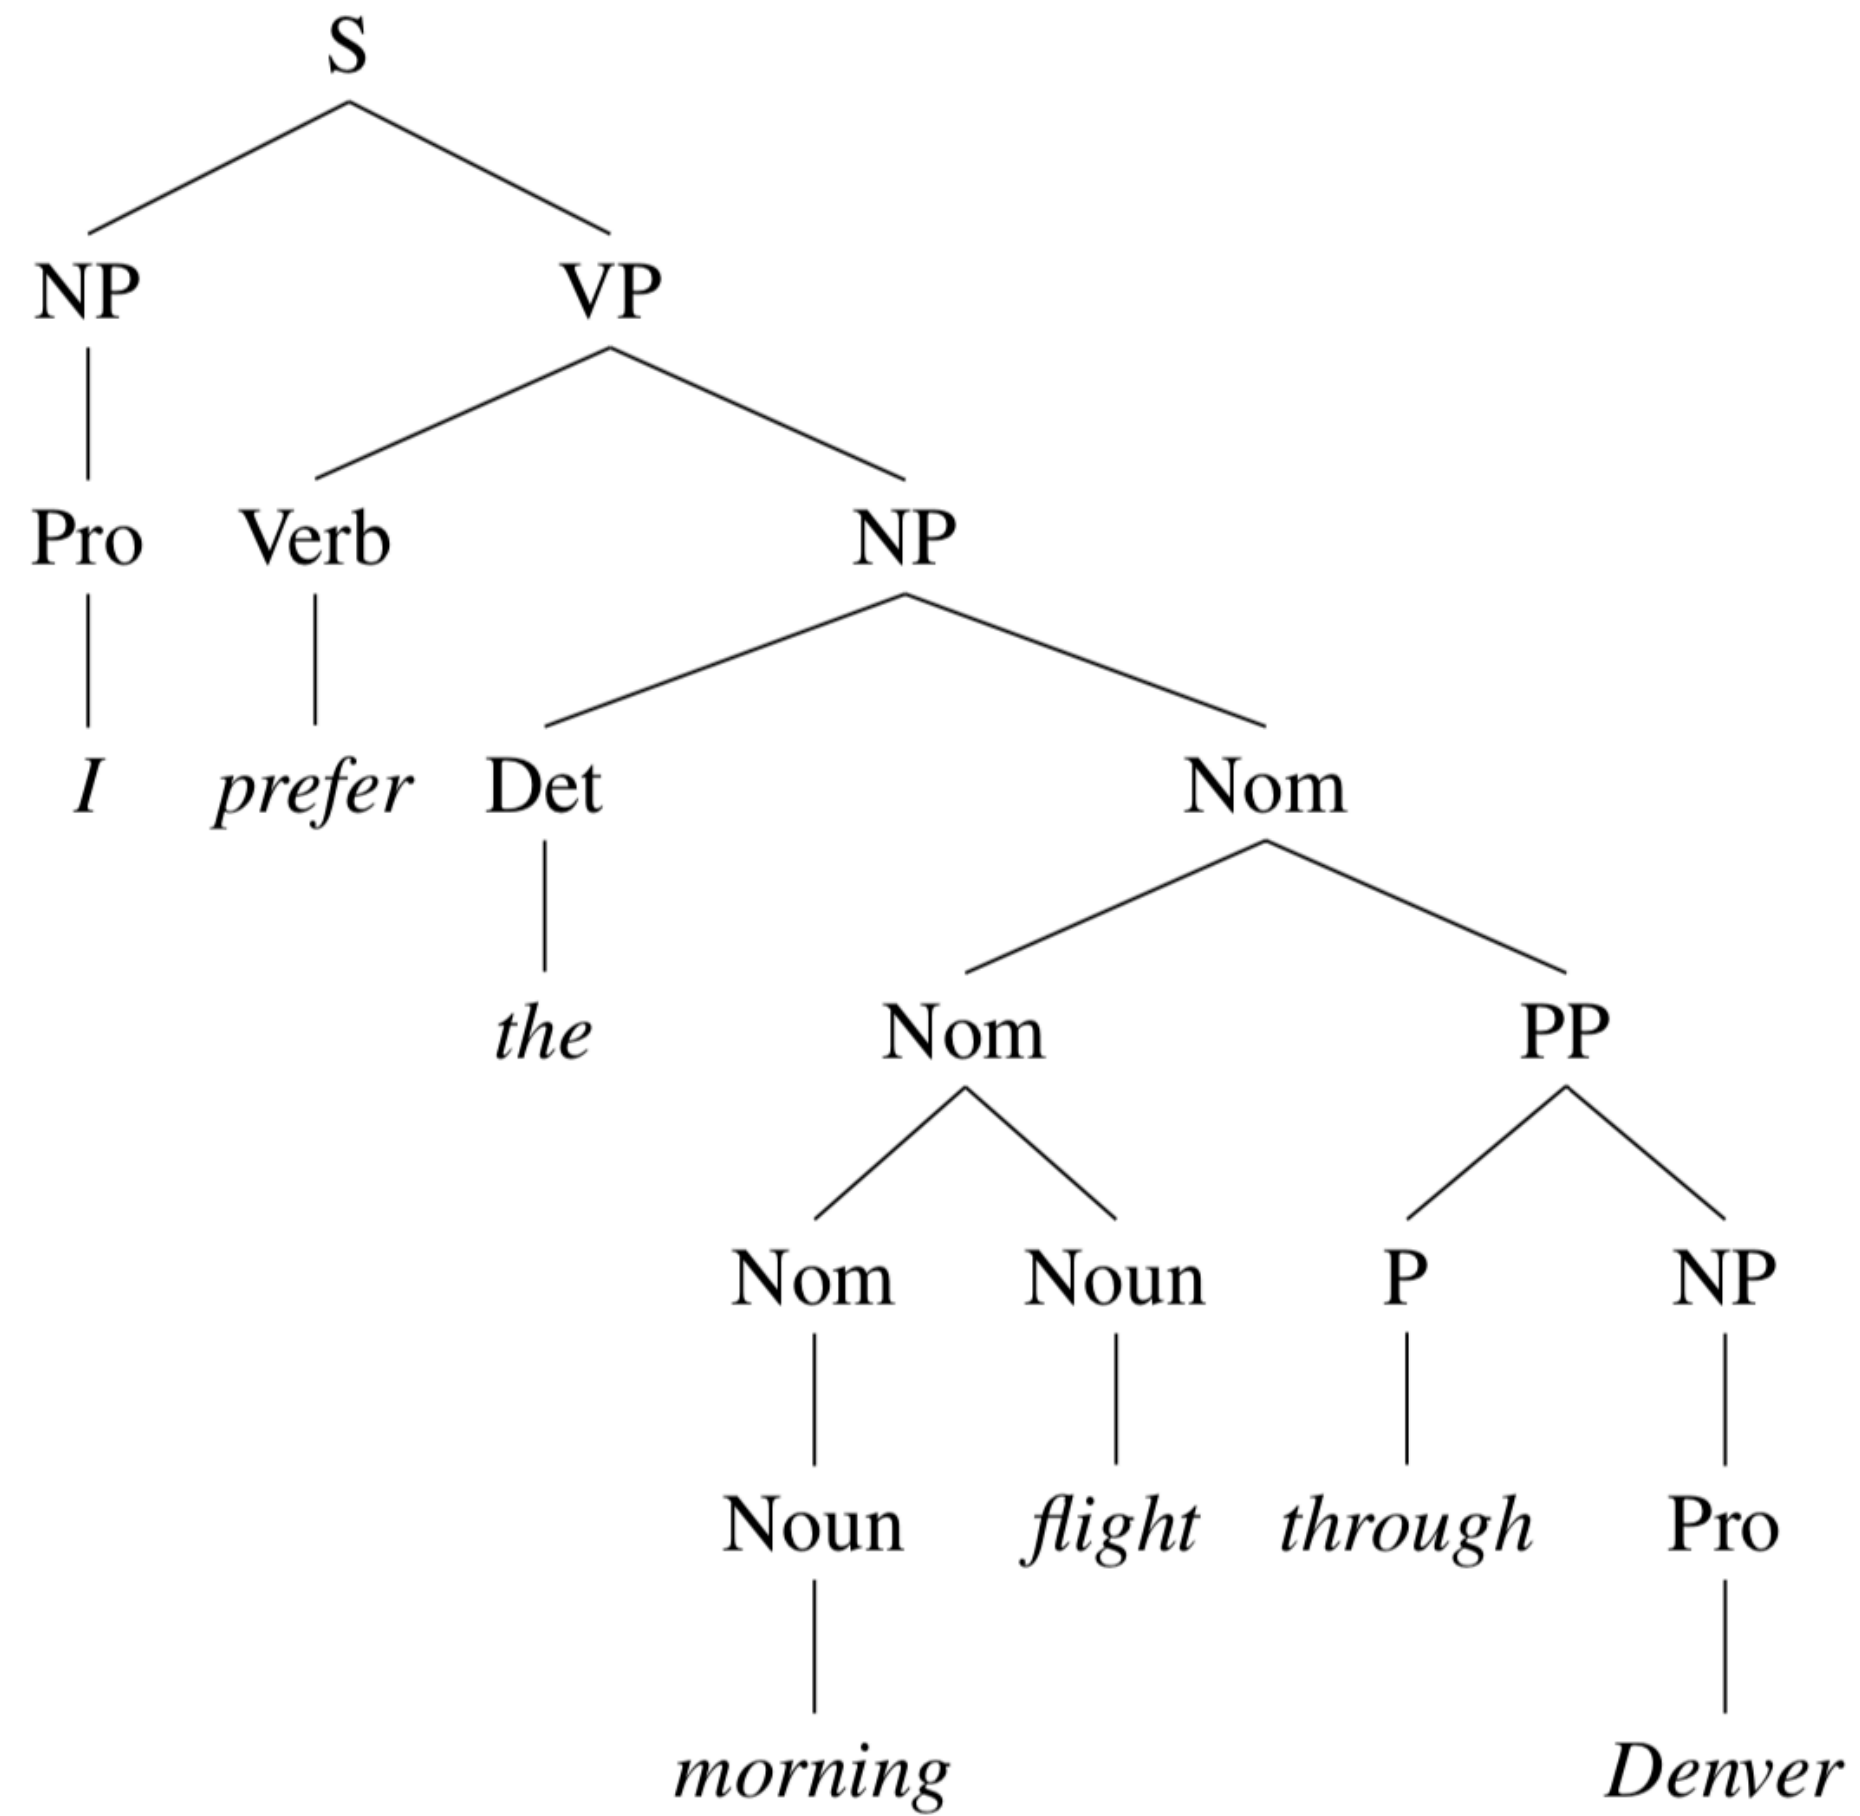 S
NP VP
Pro Verb NP
I prefer Det Nom
the Nom PP
Nom Noun P NP
Noun flight through Pro
morning Denver